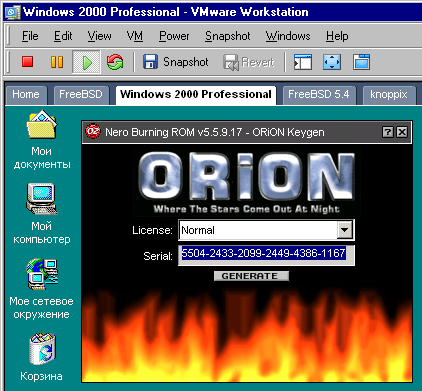 Windows 2000 Professional - VMware Workstation
File Edit View VM Power Snapshot Windows Help
Snapshot Revert
Home FreeBSD Windows 2000 Professional FreeBSD 5.4 knoppix
Nero Burning ROM v5.5.9.17 - ORiON Keygen
Мои
документы
ORiON
Where The Stars Come Out At Night
Мой
компьютер
License: Normal
Serial: 5504-2433-2099-2449-4386-1167
GENERATE
Мое сетевое
окружение
Корзина